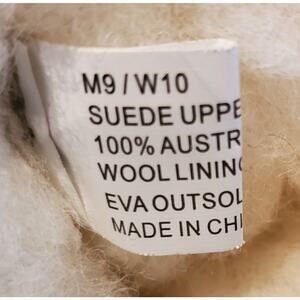 M9 / W10
SUEDE UPPE
100% AUSTR
WOOL LINING
EVA OUTSOL
MADE IN CHI